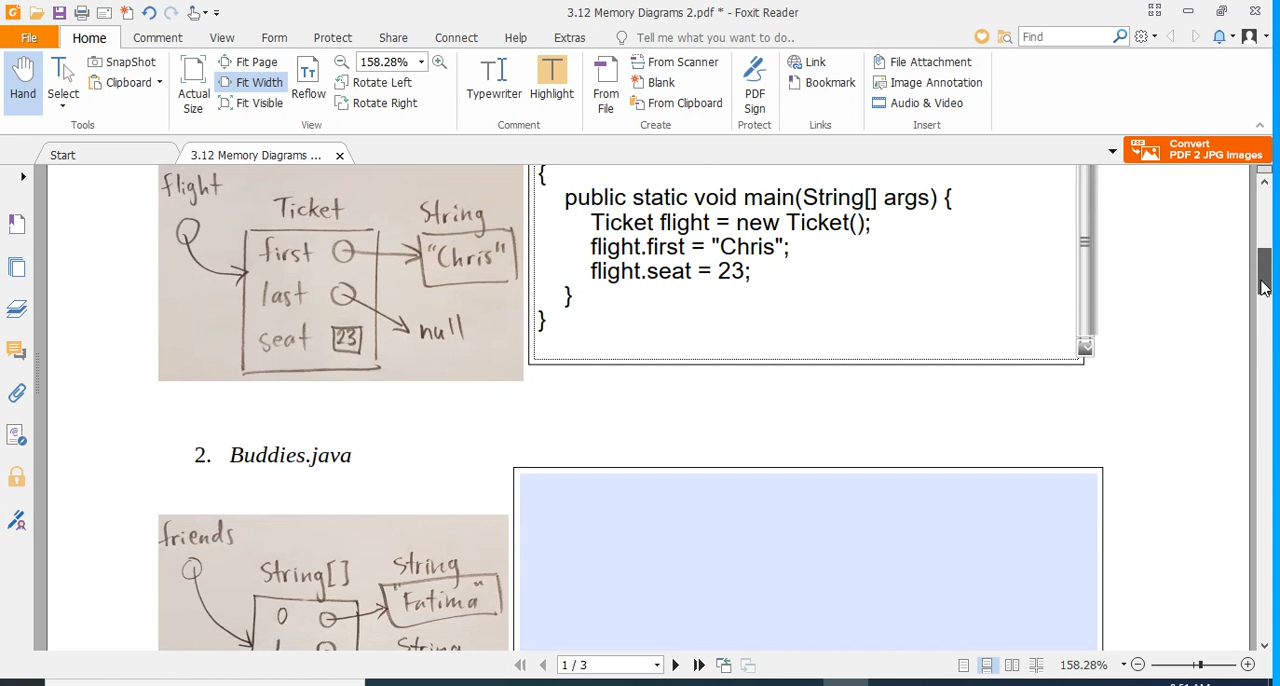 3.12 Memory Diagrams 2.pdf * - Foxit Reader
File Home Comment View Form Protect Share Connect Help Extras Tell me what you want to do.. Find
Hand
Select
SnapShot
Clipboard
Tools
Actual Size
Fit Page
Fit Width
Fit Visible
Reflow
158.28%
Rotate Left
Rotate Right
View
Typewriter
Highlight
Comment
From File
From Scanner
Blank
From Clipboard
Create
PDF Sign
Protect
Link
Bookmark
Links
File Attachment
Image Annotation
Audio & Video
Insert
Start
3.12 Memory Diagrams ...
Convert
PDF 2 JPG Images
flight
Ticket
String
first
"Chris"
last
null
seat 23
{
public static void main(String[] args) {
Ticket flight = new Ticket();
flight.first = "Chris";
flight.seat = 23;
}
}
2. Buddies.java
friends
String[]
String
0
"Fatima"
1
String
1 / 3
158.28%